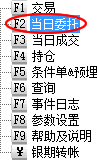 F1 交易
F2 当日委托
F3 当日成交
F4 持仓
F5 条件单&预埋
F6 查询
F7 事件日志
F8 参数设置
F9 帮助及说明
¥ 银期转帐